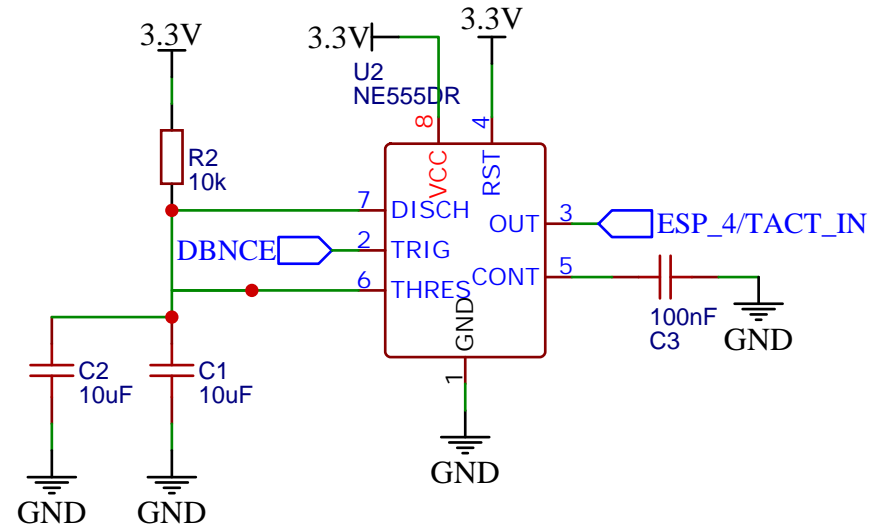 3.3V
3.3V
3.3V
U2
NE555DR
8
4
VCC
RST
R2
10k
7
DISCH
OUT
3
ESP_4/TACT_IN
DBNCE
2
TRIG
6
THRES
CONT
5
GND
1
100nF
C3
GND
C2
10uF
C1
10uF
GND
GND
GND